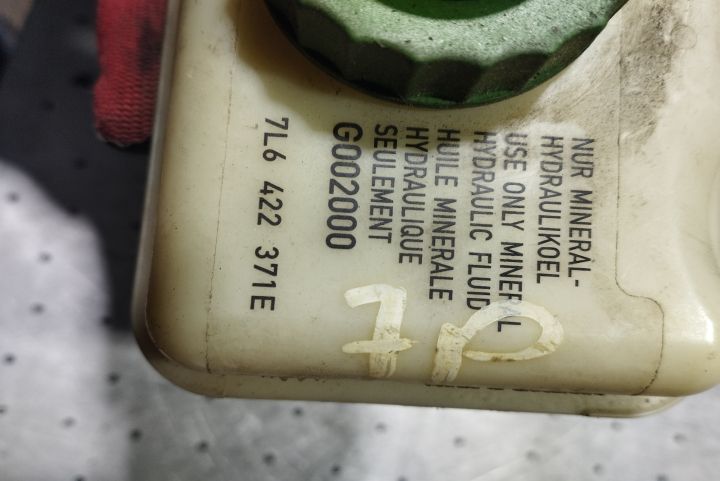 NUR MINERAL-
HYDRAULIKOEL
USE ONLY MINERAL
HYDRAULIC FLUID
HUILE MINERALE
HYDRAULIQUE
SEULEMENT
G002000
7L6 422 371E
7P